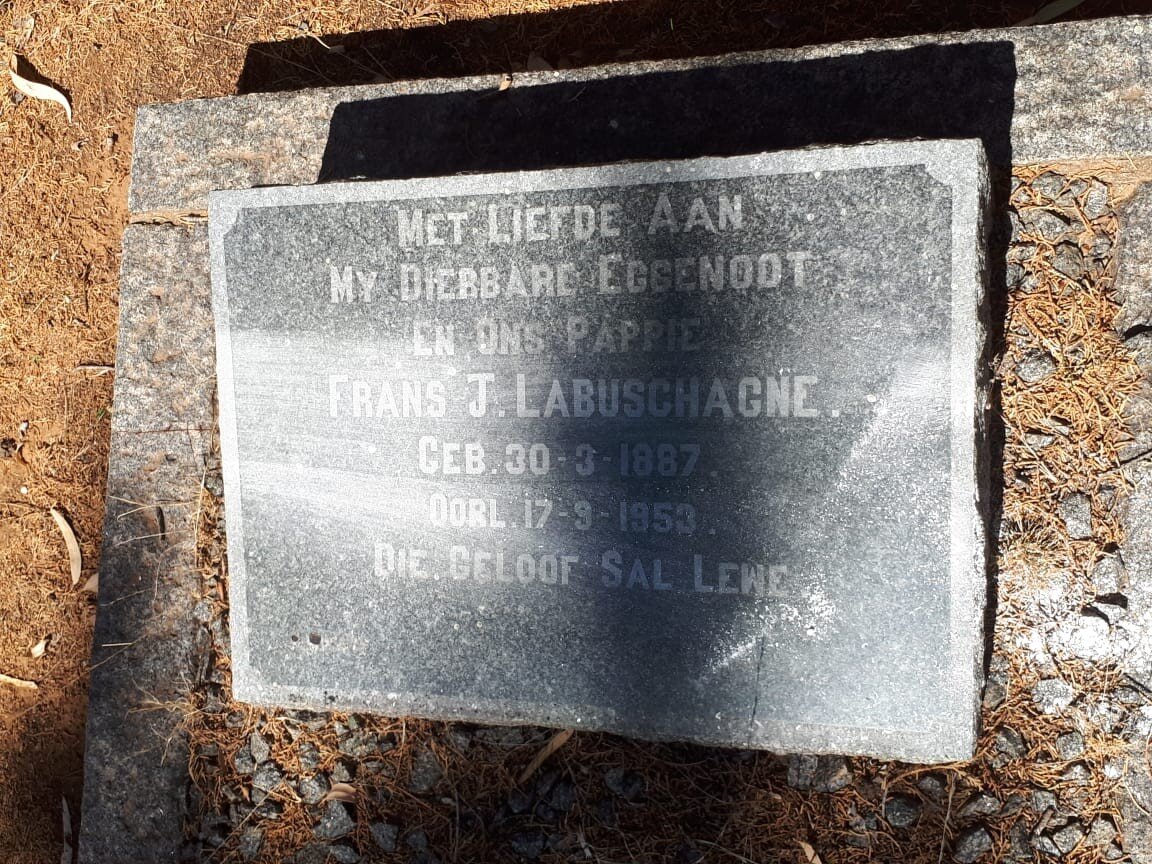 MET LIEFDE AAN
MY DIERBARE EGGENOOT
EN ONS PAPPIE
FRANS J. LABUSCHAGNE.
GEB. 30-3-1887.
OORL. 17-9-1953.
DIE. GELOOF SAL LEWE